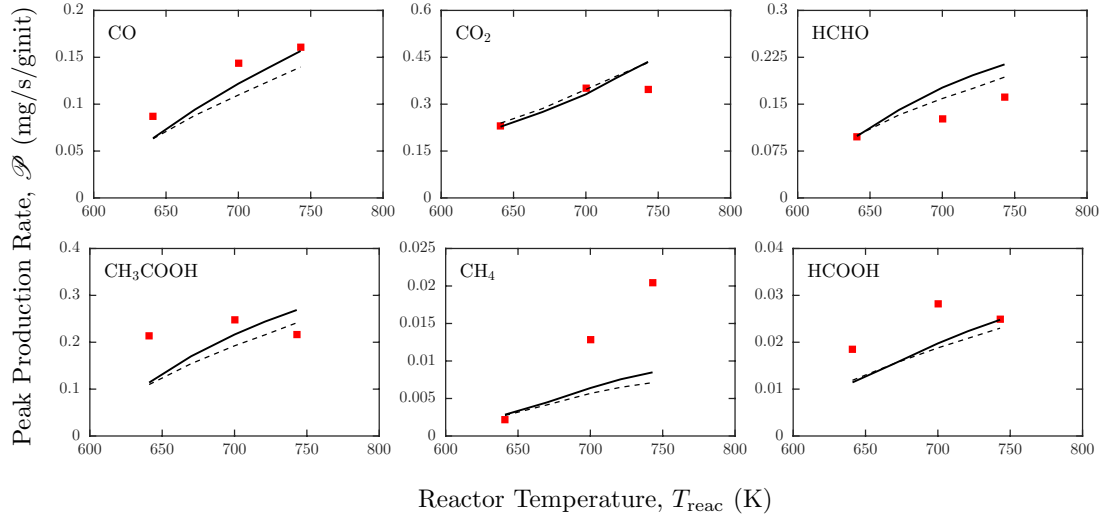 Peak Production Rate, 𝒫 (mg/s/ginit)
CO
0.2
0.15
0.1
0.05
0
600 650 700 750 800
CO₂
0.6
0.45
0.3
0.15
0
600 650 700 750 800
HCHO
0.3
0.225
0.15
0.075
0
600 650 700 750 800
CH₃COOH
0.4
0.3
0.2
0.1
0
600 650 700 750 800
CH₄
0.025
0.02
0.015
0.01
0.005
0
600 650 700 750 800
HCOOH
0.04
0.03
0.02
0.01
0
600 650 700 750 800
Reactor Temperature, T_reac (K)